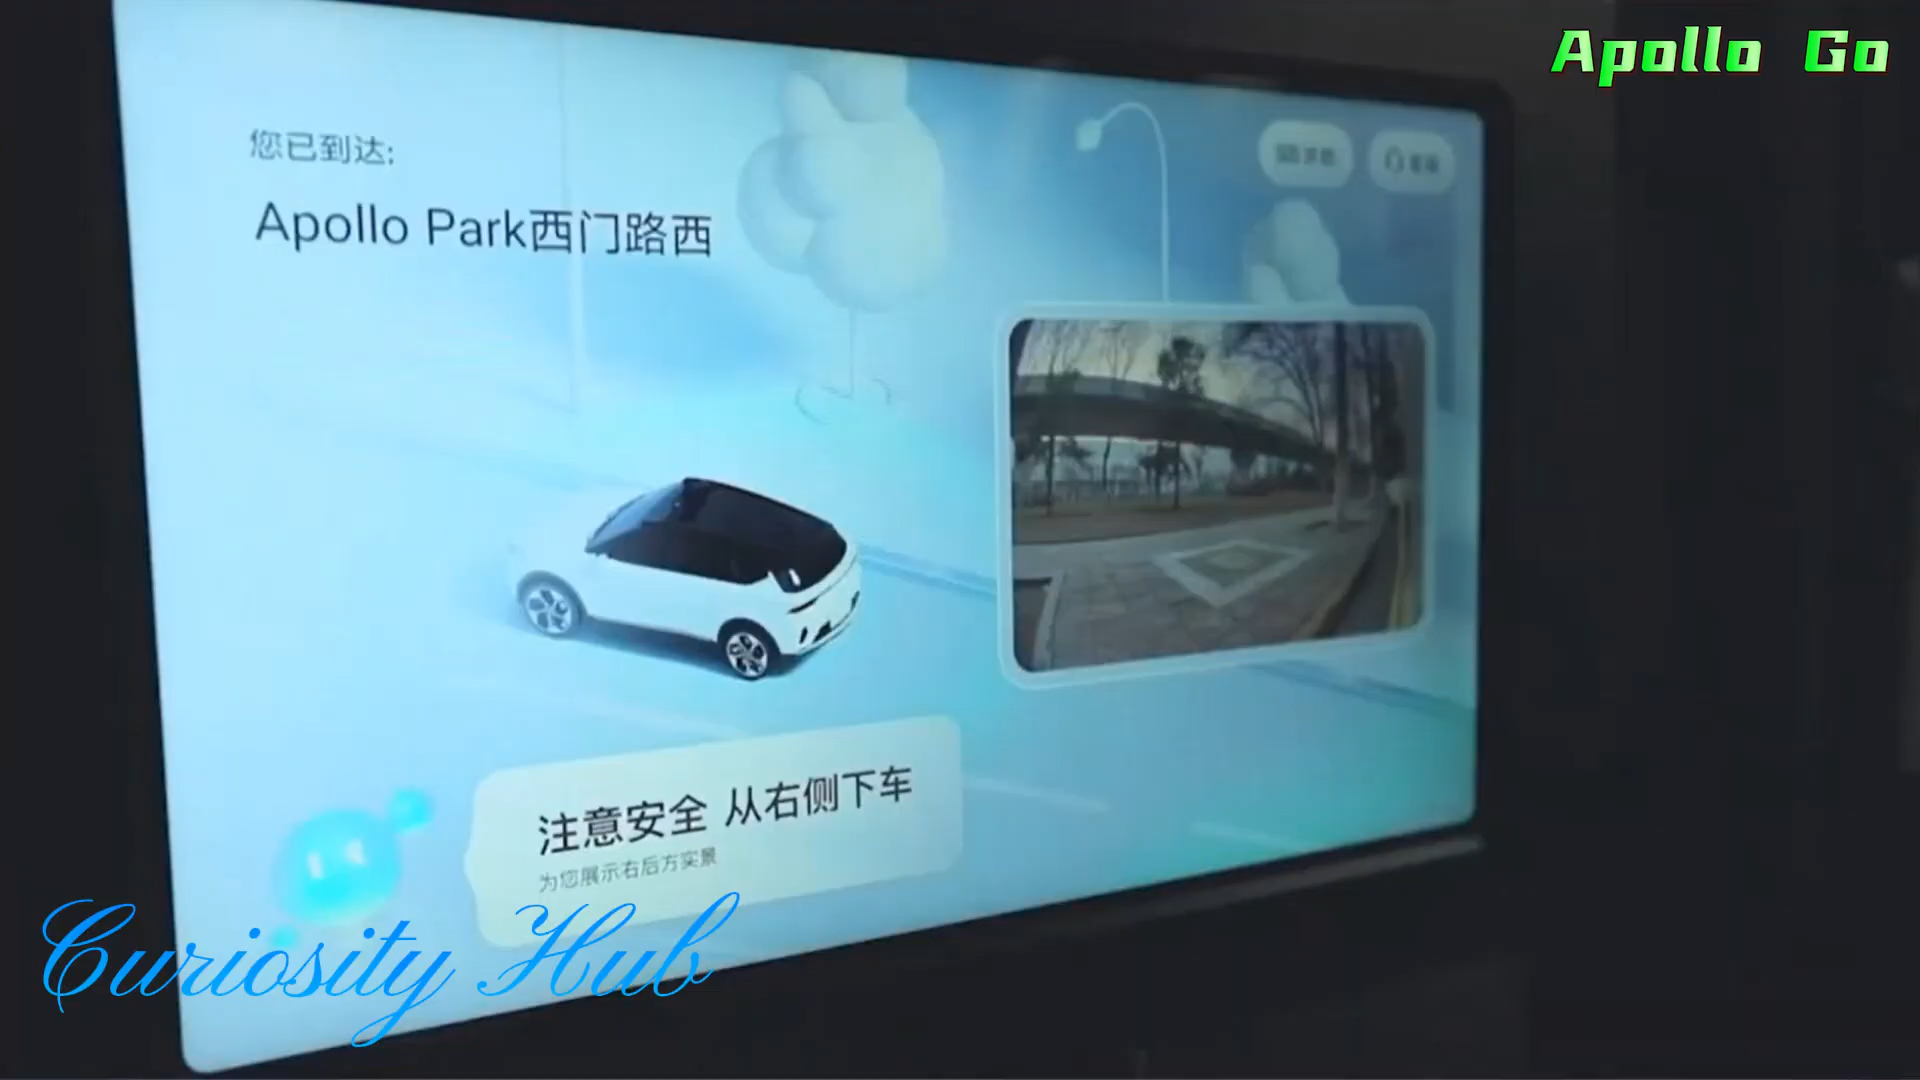 Apollo Go
您已到达:
Apollo Park西门路西
注意安全 从右侧下车
为您展示右后方实景
Curiosity Hub